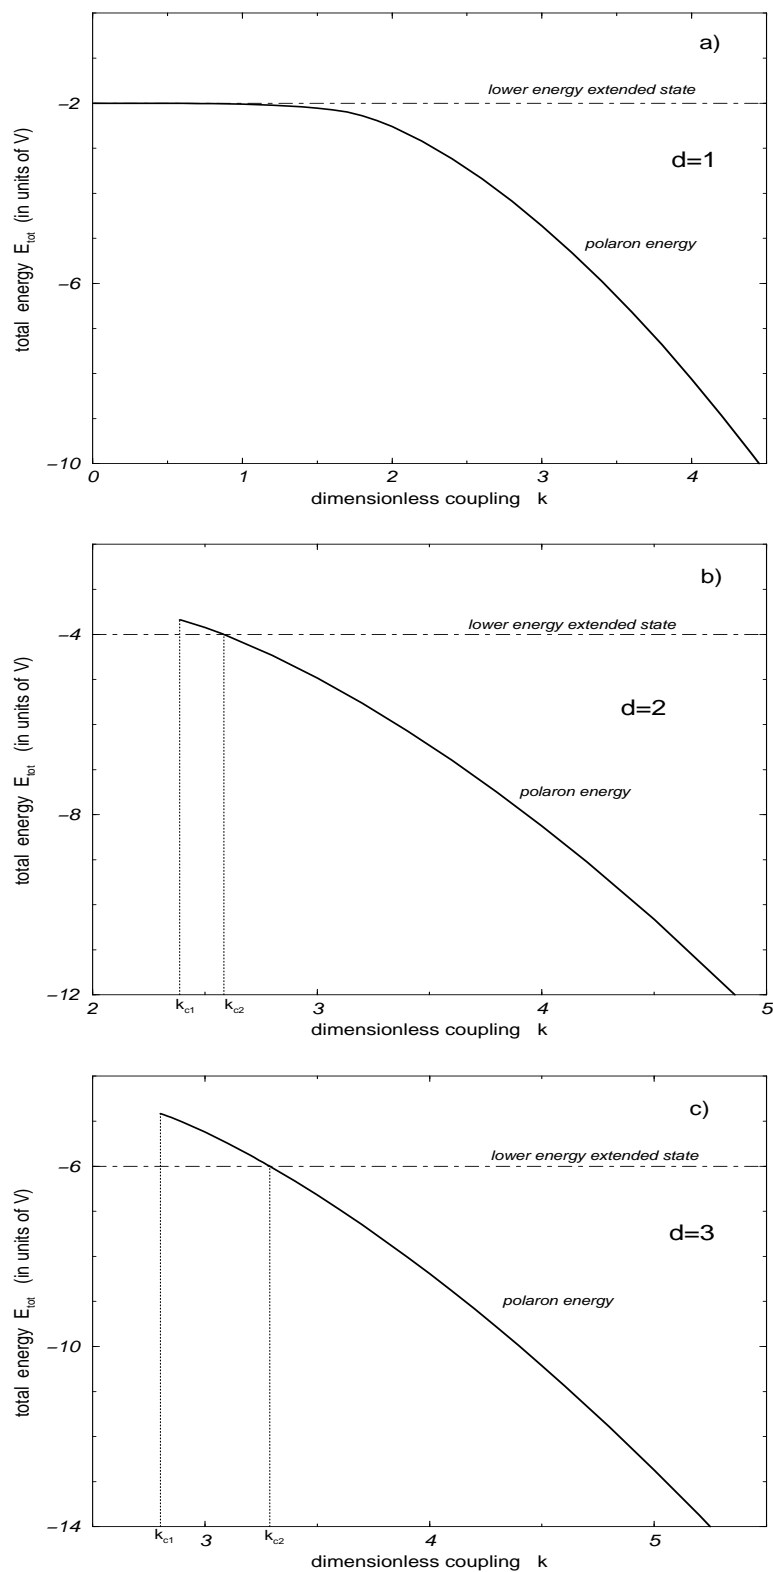 a)
lower energy extended state
−2
d=1
total energy E_tot (in units of V)
polaron energy
−6
−10
0 1 2 3 4
dimensionless coupling k
b)
lower energy extended state
−4
d=2
total energy E_tot (in units of V)
polaron energy
−8
−12
2 k_c1 k_c2 3 4 5
dimensionless coupling k
c)
lower energy extended state
−6
d=3
total energy E_tot (in units of V)
polaron energy
−10
−14
k_c1 3 k_c2 4 5
dimensionless coupling k